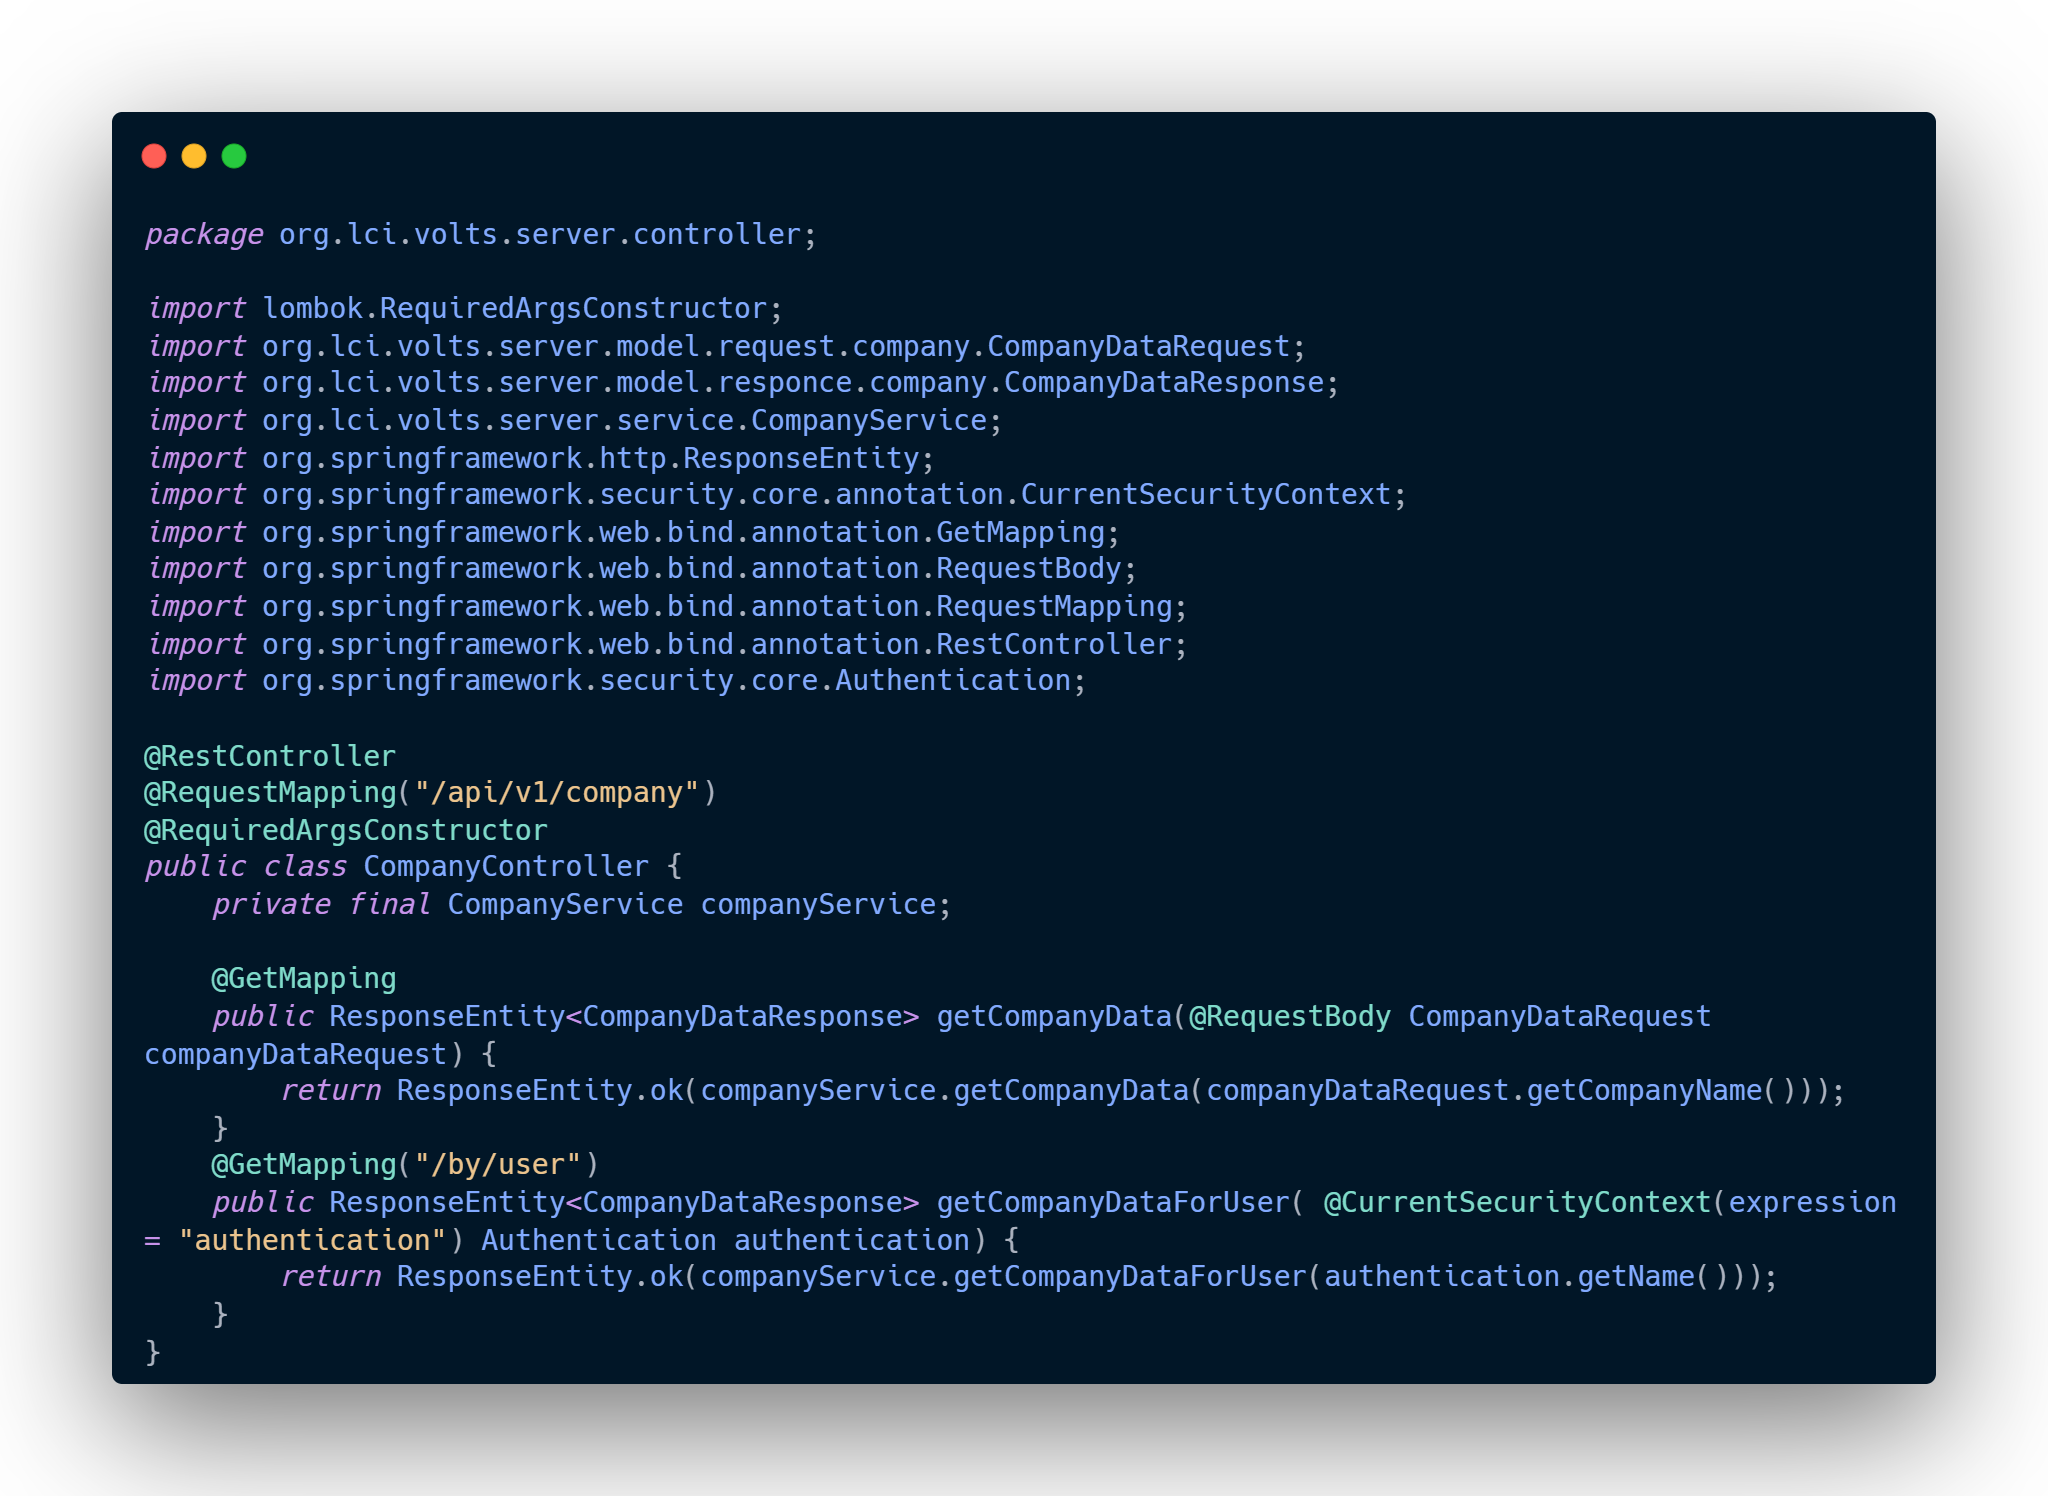 package org.lci.volts.server.controller;

import lombok.RequiredArgsConstructor;
import org.lci.volts.server.model.request.company.CompanyDataRequest;
import org.lci.volts.server.model.responce.company.CompanyDataResponse;
import org.lci.volts.server.service.CompanyService;
import org.springframework.http.ResponseEntity;
import org.springframework.security.core.annotation.CurrentSecurityContext;
import org.springframework.web.bind.annotation.GetMapping;
import org.springframework.web.bind.annotation.RequestBody;
import org.springframework.web.bind.annotation.RequestMapping;
import org.springframework.web.bind.annotation.RestController;
import org.springframework.security.core.Authentication;

@RestController
@RequestMapping("/api/v1/company")
@RequiredArgsConstructor
public class CompanyController {
    private final CompanyService companyService;

    @GetMapping
    public ResponseEntity<CompanyDataResponse> getCompanyData(@RequestBody CompanyDataRequest
companyDataRequest) {
        return ResponseEntity.ok(companyService.getCompanyData(companyDataRequest.getCompanyName()));
    }
    @GetMapping("/by/user")
    public ResponseEntity<CompanyDataResponse> getCompanyDataForUser( @CurrentSecurityContext(expression
= "authentication") Authentication authentication) {
        return ResponseEntity.ok(companyService.getCompanyDataForUser(authentication.getName()));
    }
}